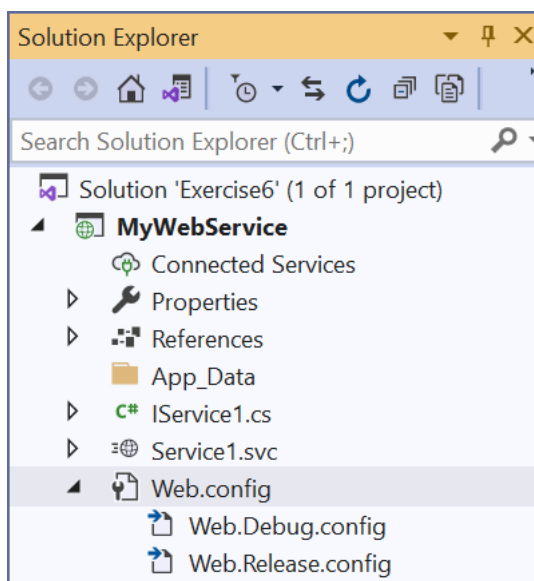 Solution Explorer
Search Solution Explorer (Ctrl+;)
Solution 'Exercise6' (1 of 1 project)
MyWebService
Connected Services
Properties
References
App_Data
C# IService1.cs
Service1.svc
Web.config
Web.Debug.config
Web.Release.config